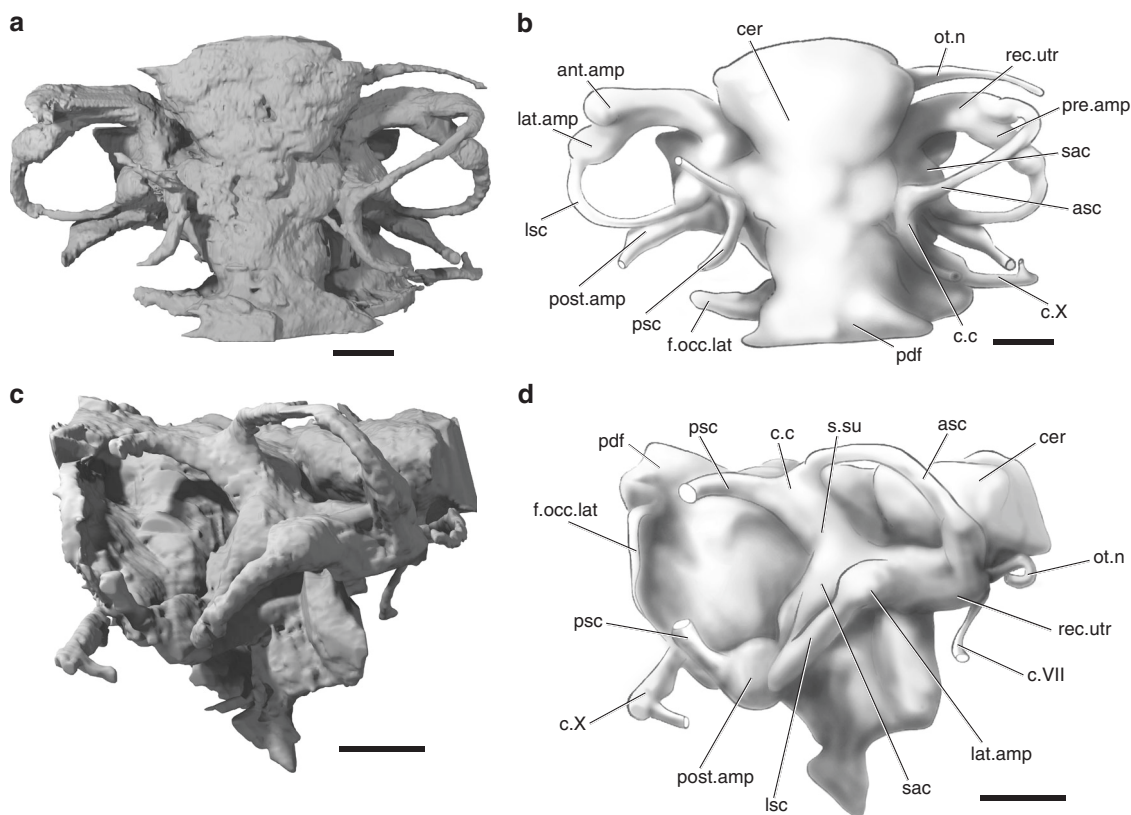 a
b
cer
ot.n
rec.utr
ant.amp
lat.amp
pre.amp
sac
asc
lsc
post.amp
psc
f.occ.lat
pdf
c.c
c.X
c
d
pdf
psc
c.c
s.su
asc
cer
f.occ.lat
ot.n
psc
rec.utr
c.VII
c.X
post.amp
lsc
sac
lat.amp